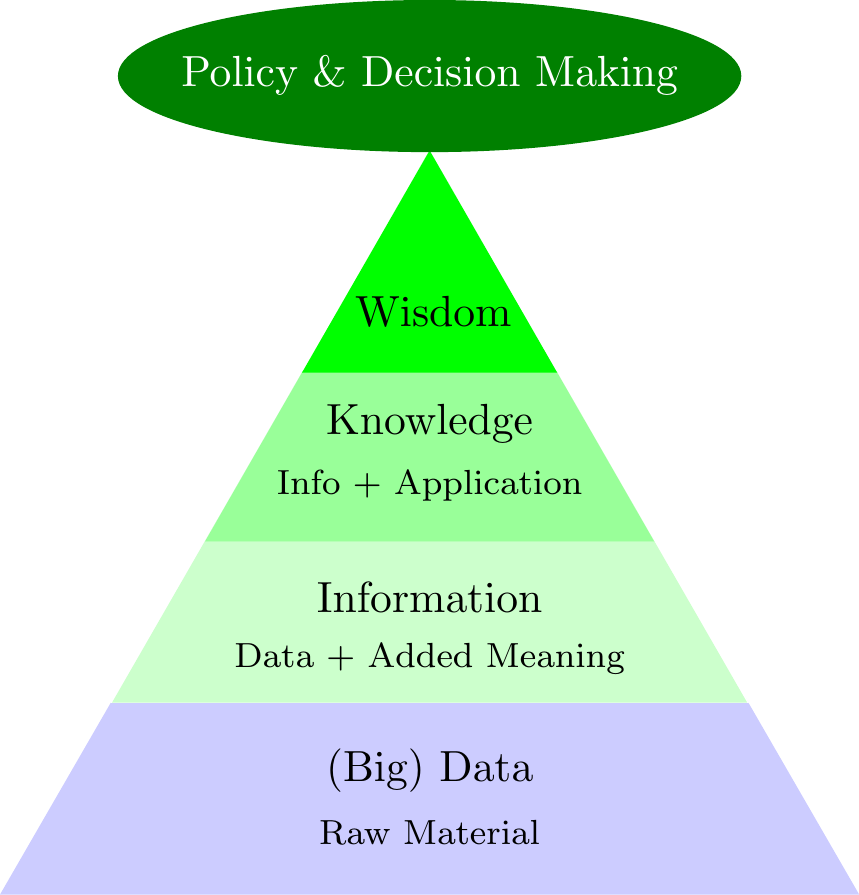 Policy & Decision Making
Wisdom
Knowledge
Info + Application
Information
Data + Added Meaning
(Big) Data
Raw Material